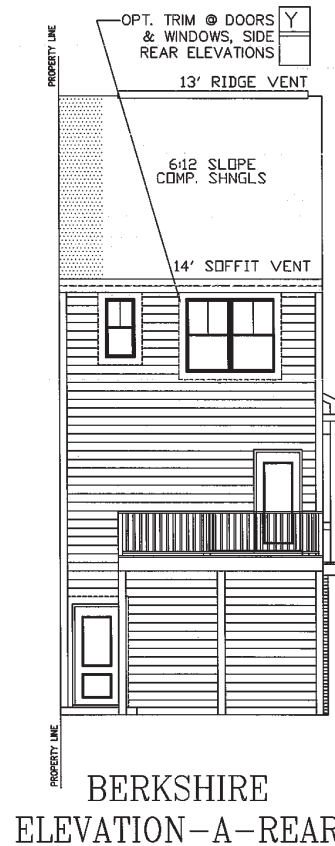 OPT. TRIM @ DOORS Y
& WINDOWS, SIDE
REAR ELEVATIONS
PROPERTY LINE
13' RIDGE VENT
6:12 SLOPE
COMP. SHNGLS
14' SOFFIT VENT
PROPERTY LINE
BERKSHIRE
ELEVATION-A-REAR